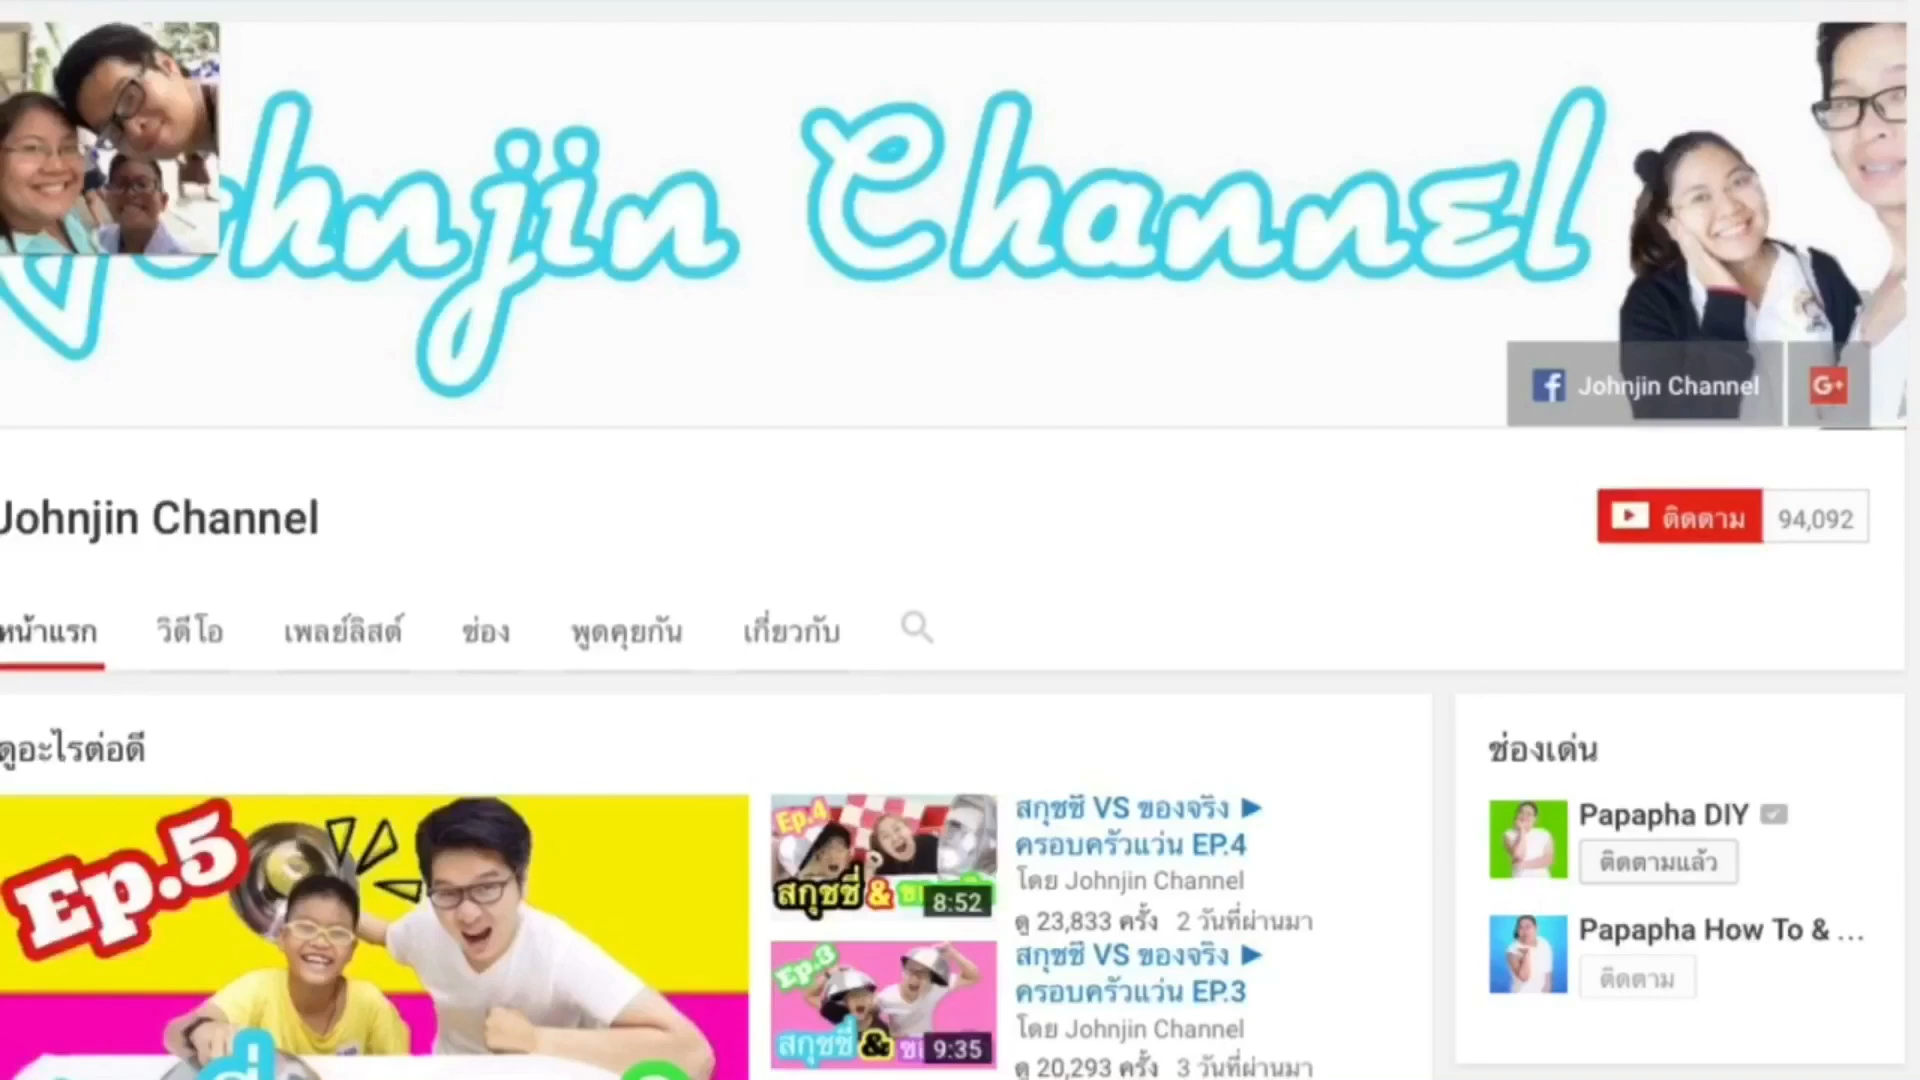 Johnjin Channel
Johnjin Channel
G+
Johnjin Channel
ติดตาม 94,092
หน้าแรก วิดีโอ เพลย์ลิสต์ ช่อง พูดคุยกัน เกี่ยวกับ
ดูอะไรต่อดี
Ep.5
Ep.4
สกุชชี่ &
8:52
สกุชชี่ VS ของจริง ▶
ครอบครัวแว่น EP.4
โดย Johnjin Channel
ดู 23,833 ครั้ง 2 วันที่ผ่านมา
Ep.3
สกุชชี่ &
9:35
สกุชชี่ VS ของจริง ▶
ครอบครัวแว่น EP.3
โดย Johnjin Channel
ดู 20,293 ครั้ง 3 วันที่ผ่านมา
ช่องเด่น
Papapha DIY
ติดตามแล้ว
Papapha How To & ...
ติดตาม